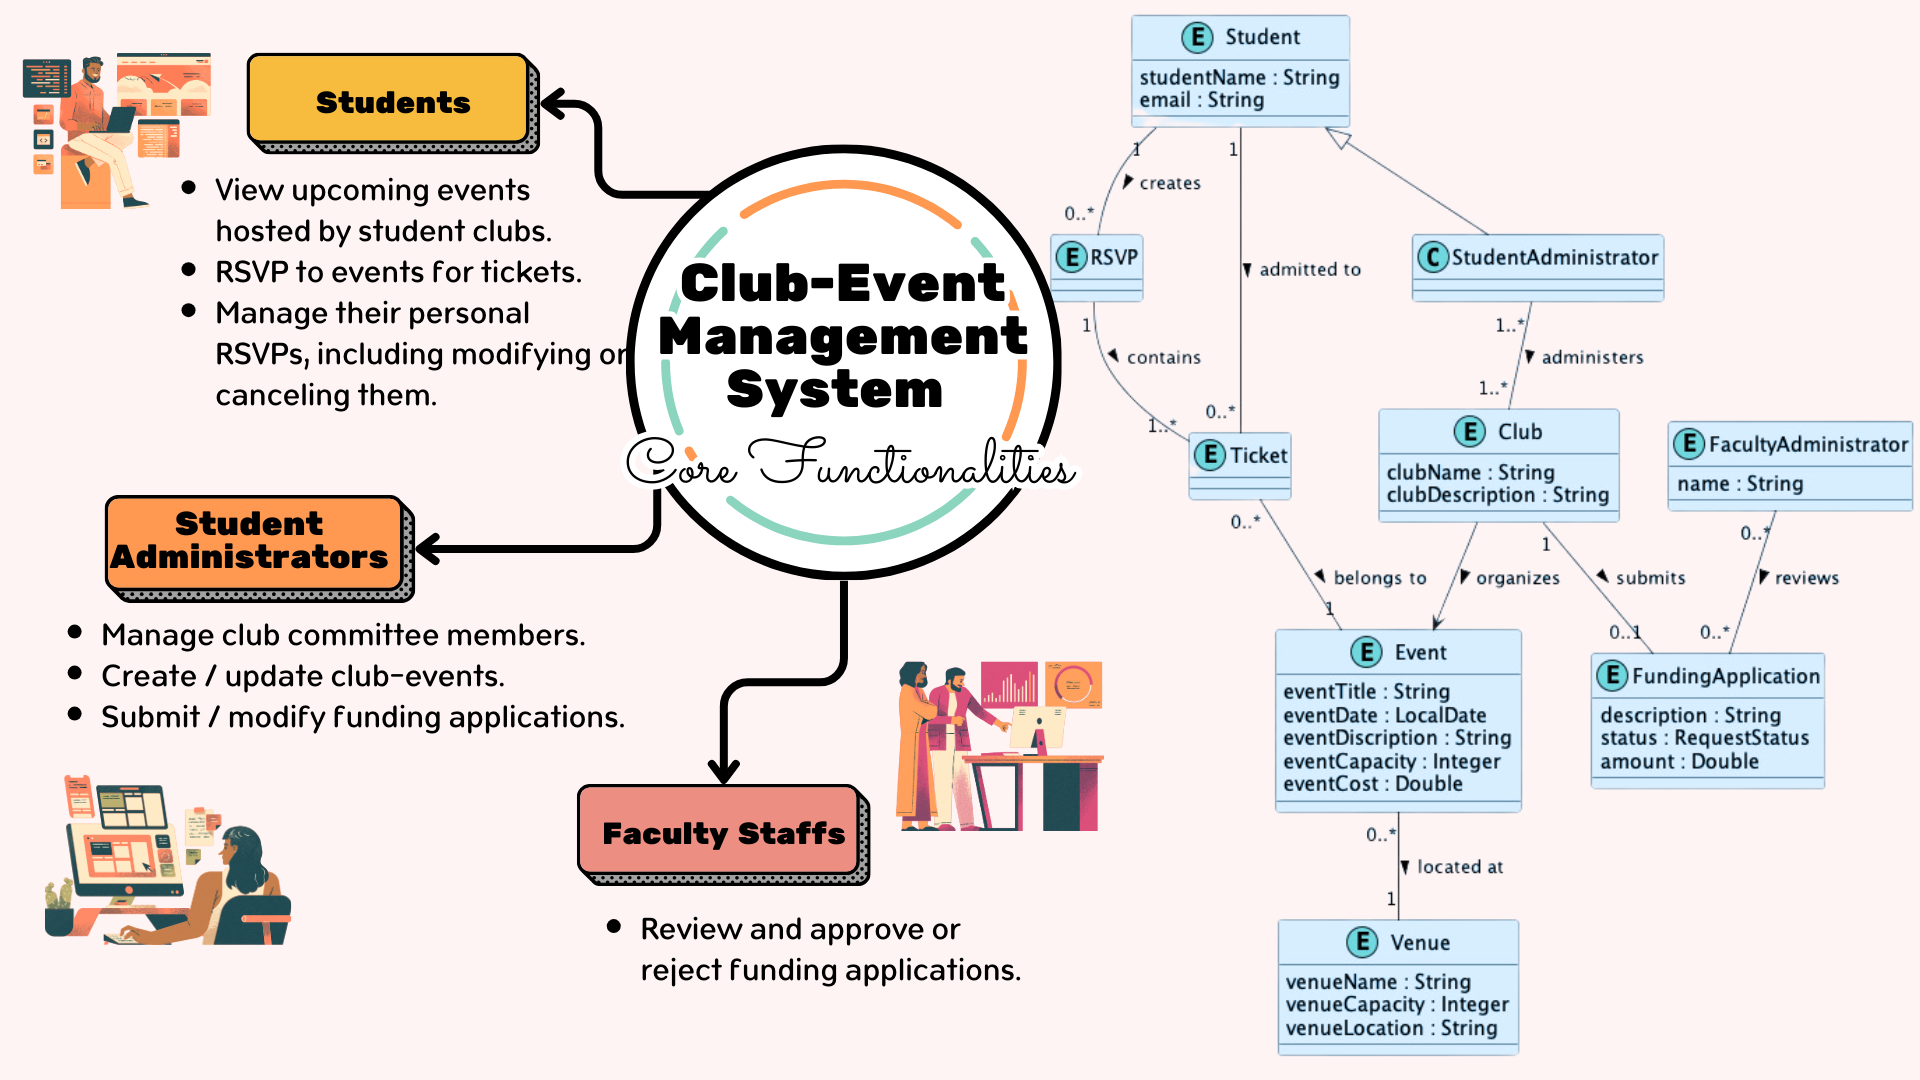 Students
View upcoming events
hosted by student clubs.
RSVP to events for tickets.
Manage their personal
RSVPs, including modifying or
canceling them.
Club-Event
Management
System
Core Functionalities
Student
Administrators
Manage club committee members.
Create / update club-events.
Submit / modify funding applications.
Faculty Staffs
Review and approve or
reject funding applications.
E Student
studentName : String
email : String
1
1
creates
0..*
E RSVP
admitted to
C StudentAdministrator
1
contains
1..*
administers
1..*
0..*
1..*
E Ticket
E Club
clubName : String
clubDescription : String
E FacultyAdministrator
name : String
0..*
1
0..*
belongs to
organizes
submits
reviews
1
0..1
0..*
E Event
eventTitle : String
eventDate : LocalDate
eventDiscription : String
eventCapacity : Integer
eventCost : Double
E FundingApplication
description : String
status : RequestStatus
amount : Double
0..*
located at
1
E Venue
venueName : String
venueCapacity : Integer
venueLocation : String